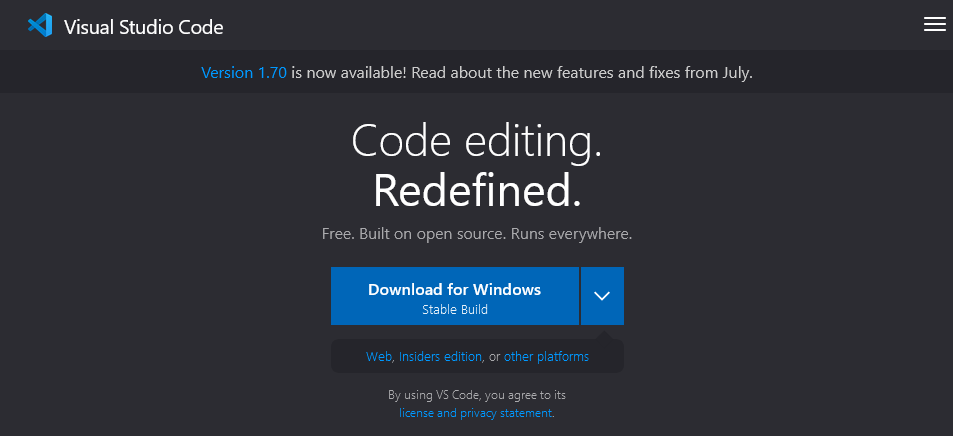 Visual Studio Code
Version 1.70 is now available! Read about the new features and fixes from July.
Code editing.
Redefined.
Free. Built on open source. Runs everywhere.
Download for Windows
Stable Build
Web, Insiders edition, or other platforms
By using VS Code, you agree to its
license and privacy statement.